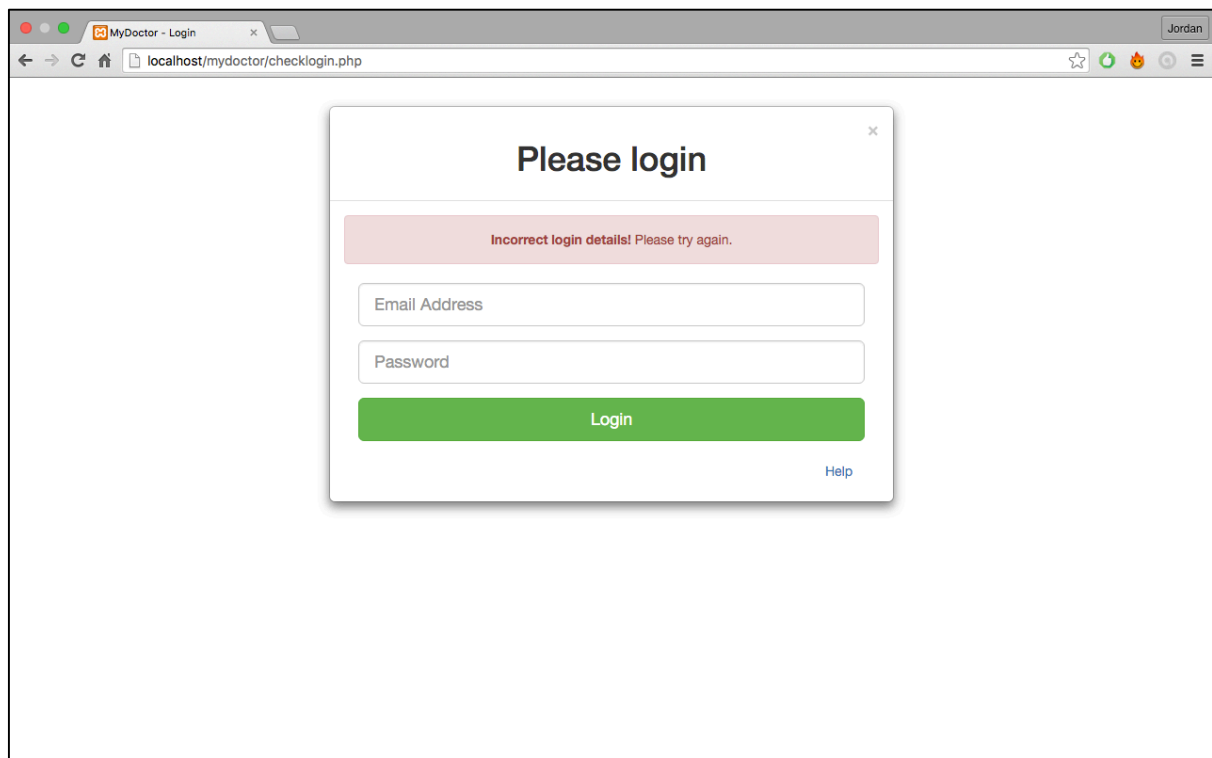 MyDoctor - Login
Jordan
localhost/mydoctor/checklogin.php
Please login
Incorrect login details! Please try again.
Email Address
Password
Login
Help